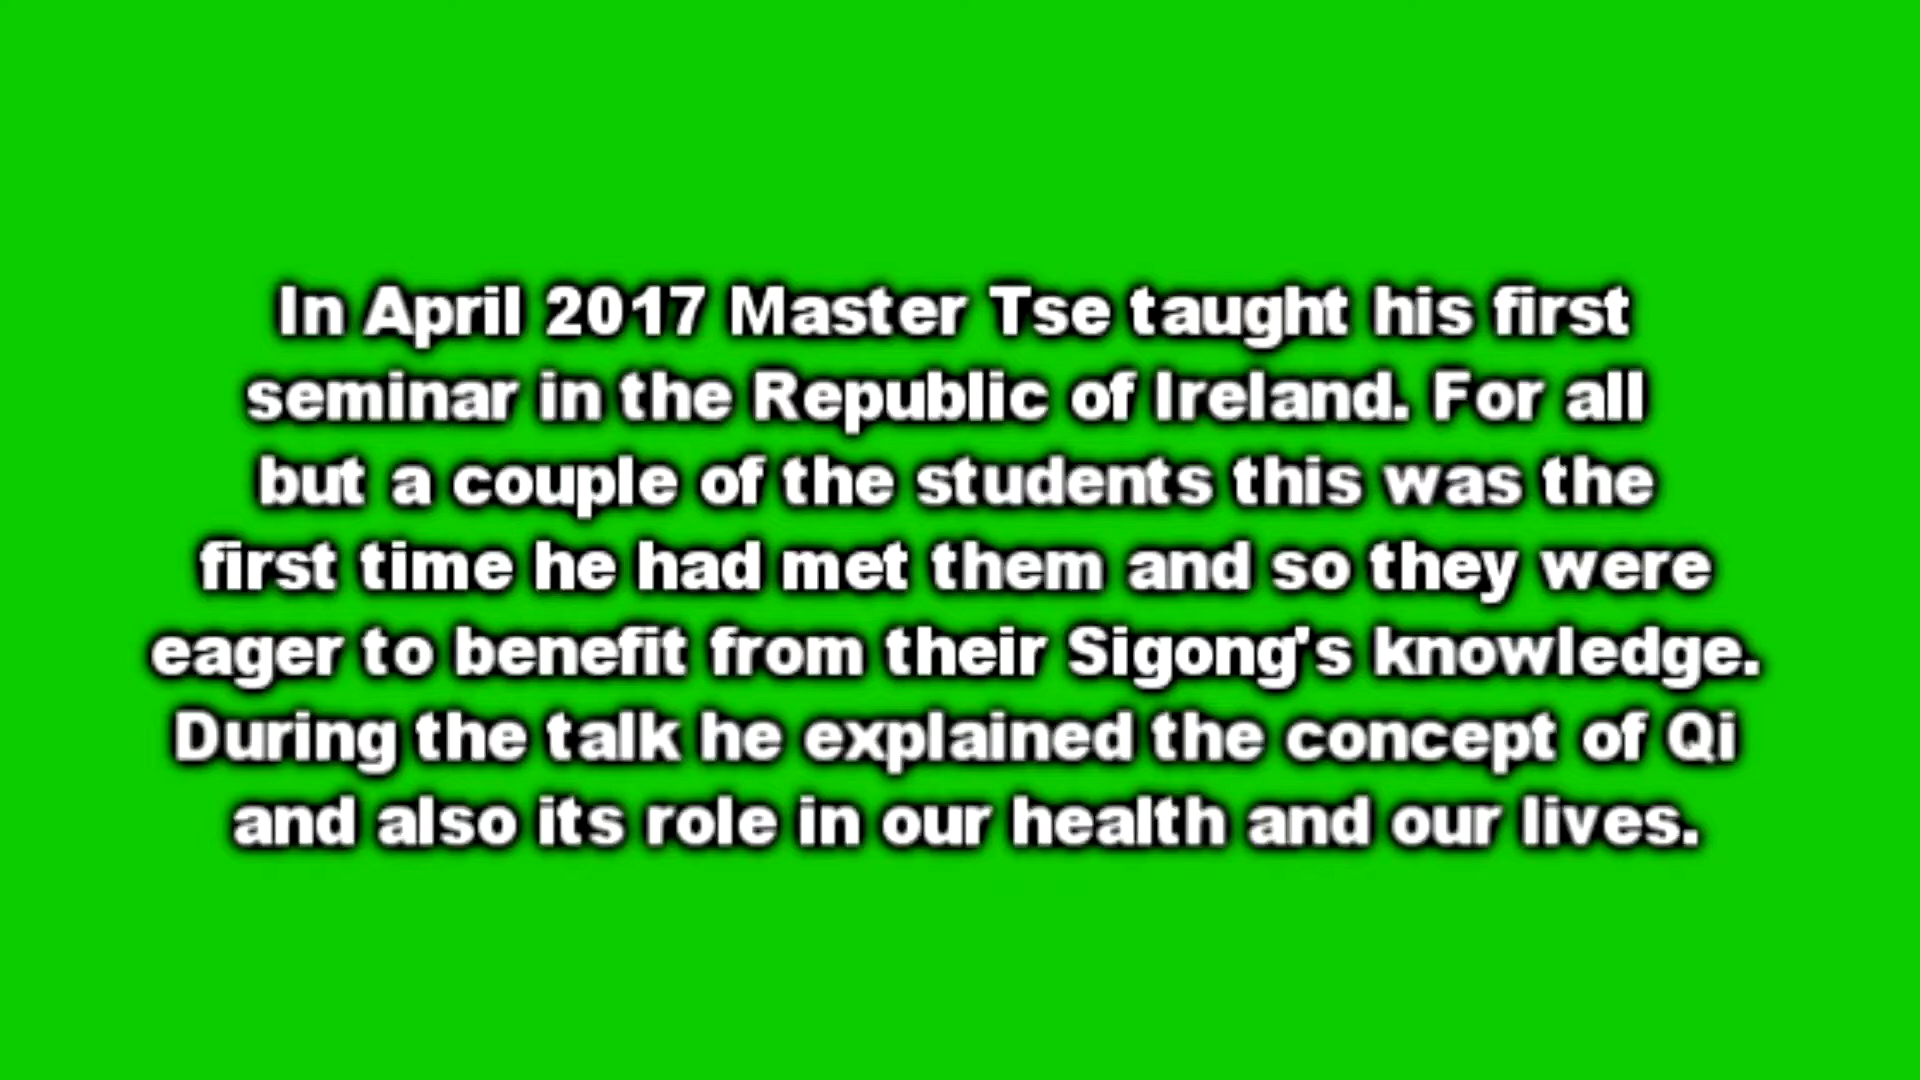 In April 2017 Master Tse taught his first
seminar in the Republic of Ireland. For all
but a couple of the students this was the
first time he had met them and so they were
eager to benefit from their Sigong's knowledge.
During the talk he explained the concept of Qi
and also its role in our health and our lives.